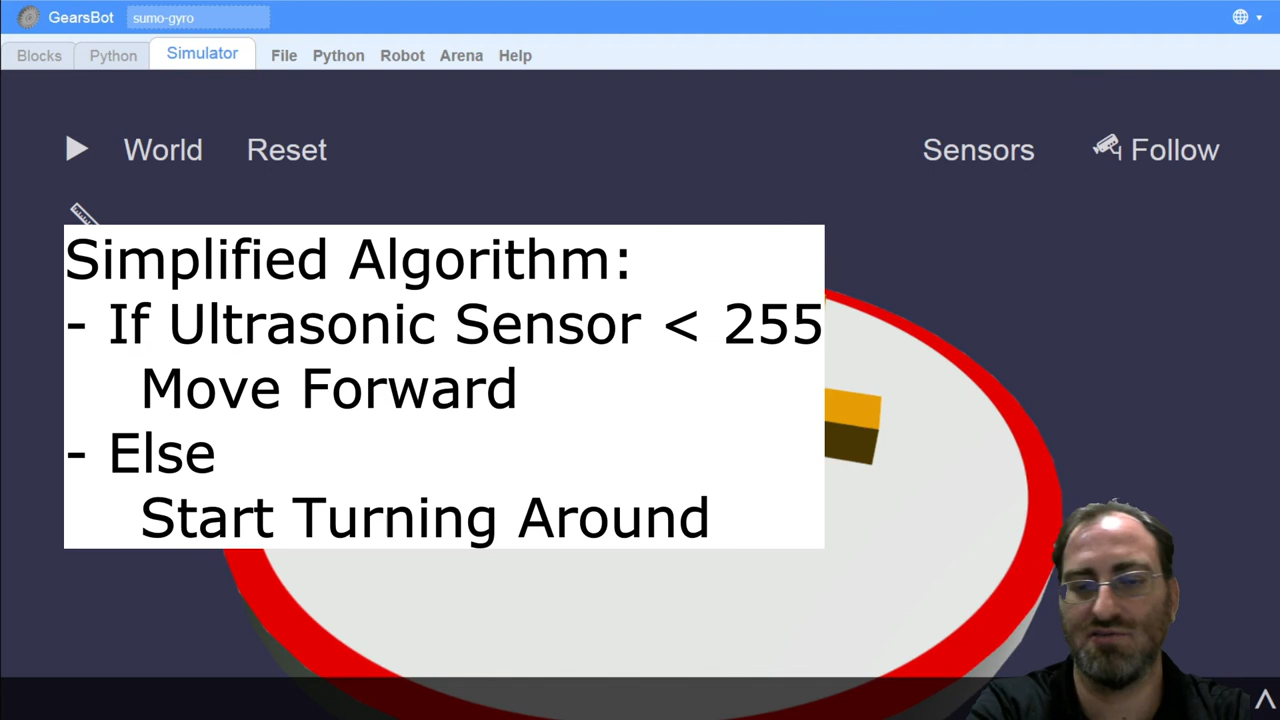 GearsBot sumo-gyro
Blocks Python Simulator File Python Robot Arena Help
World Reset Sensors Follow
Simplified Algorithm:
- If Ultrasonic Sensor < 255
Move Forward
- Else
Start Turning Around